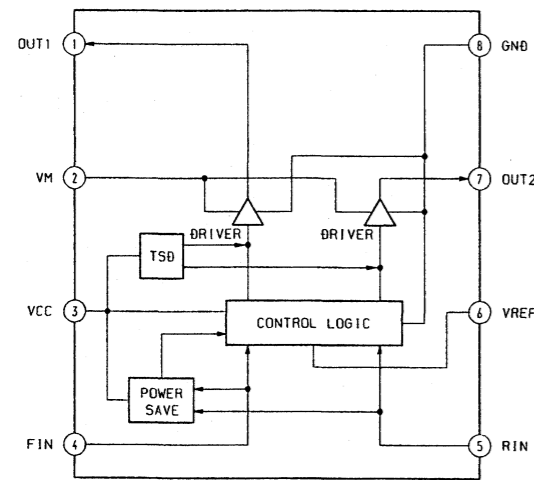 OUT1 1 8 GND
VM 2 7 OUT2
DRIVER DRIVER
TSD
VCC 3 CONTROL LOGIC 6 VREF
POWER
SAVE
FIN 4 5 RIN